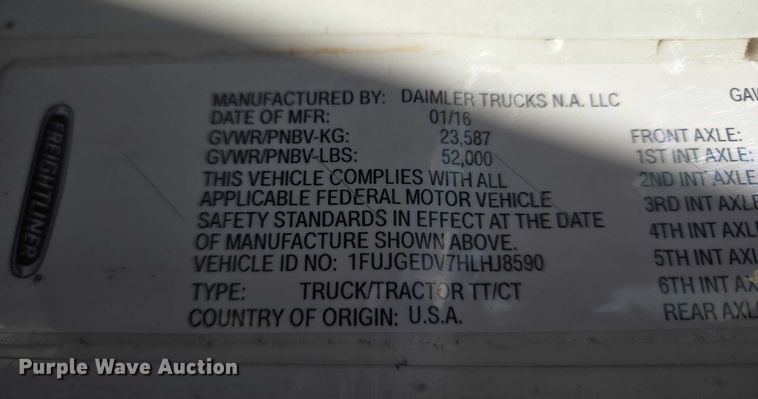 FREIGHTLINER
MANUFACTURED BY: DAIMLER TRUCKS N.A. LLC
DATE OF MFR: 01/16
GVWR/PNBV-KG: 23,587
GVWR/PNBV-LBS: 52,000
THIS VEHICLE COMPLIES WITH ALL
APPLICABLE FEDERAL MOTOR VEHICLE
SAFETY STANDARDS IN EFFECT AT THE DATE
OF MANUFACTURE SHOWN ABOVE.
VEHICLE ID NO: 1FUJGEDV7HLHJ8590
TYPE: TRUCK/TRACTOR TT/CT
COUNTRY OF ORIGIN: U.S.A.
GAW
FRONT AXLE:
1ST INT AXLE:
2ND INT AXLE
3RD INT AXLE
4TH INT AXL
5TH INT AXL
6TH INT AX
REAR AXL
Purple Wave Auction